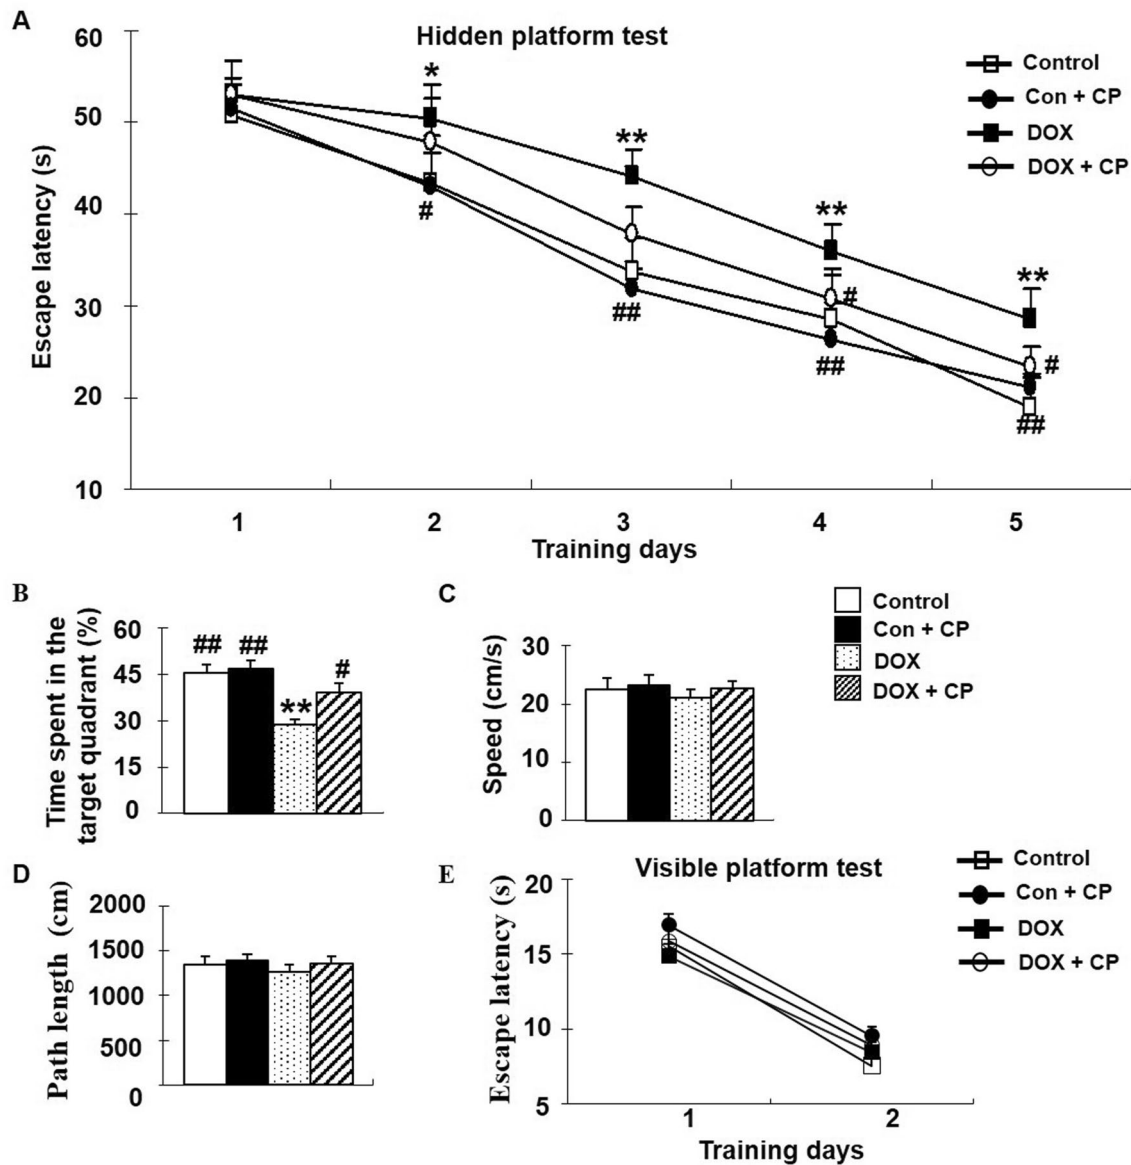 A
Hidden platform test
Escape latency (s)
60
50
40
30
20
10
*
**
**
**
#
##
#
##
#
##
1
2
3
4
5
Training days
Control
Con + CP
DOX
DOX + CP
B
Time spent in the
target quadrant (%)
60
45
30
15
0
##
##
**
#
C
Speed (cm/s)
30
20
10
0
Control
Con + CP
DOX
DOX + CP
D
Path length (cm)
2000
1500
1000
500
0
E
Visible platform test
Escape latency (s)
20
15
10
5
1
2
Training days
Control
Con + CP
DOX
DOX + CP